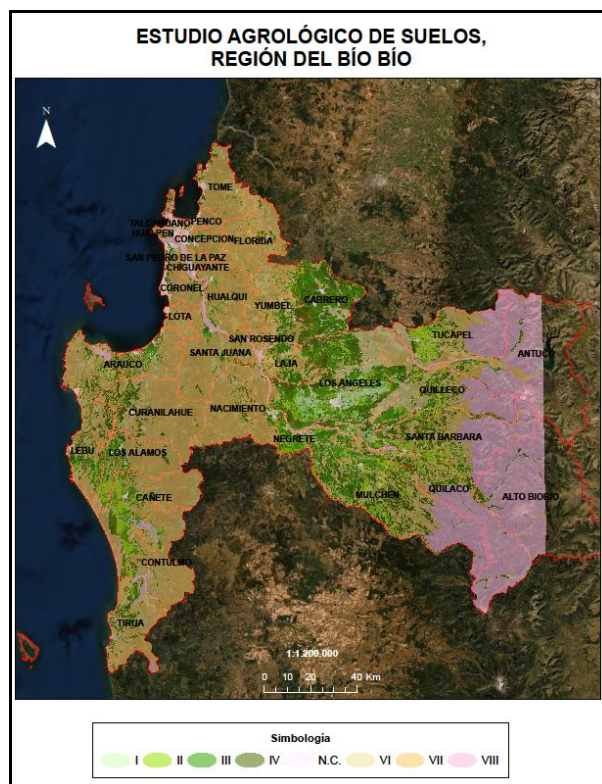 ESTUDIO AGROLÓGICO DE SUELOS,
REGIÓN DEL BÍO BÍO
N
TOME
TALCAHUANO
PENCO
HUALPEN
CONCEPCION
FLORIDA
SAN PEDRO DE LA PAZ
CHIGUAYANTE
CORONEL
HUALQUI
YUMBEL
CABRERO
LOTA
SAN ROSENDO
TUCAPEL
ANTUCO
ARAUCO
SANTA JUANA
LAJA
LOS ANGELES
QUILLECO
CURANILAHUE
NACIMIENTO
NEGRETE
SANTA BARBARA
LEBU
LOS ALAMOS
CAÑETE
MULCHEN
QUILACO
ALTO BIOBIO
CONTULMO
TIRUA
1:1.200.000
0 10 20 40 Km
Simbología
I II III IV N.C. VI VII VIII